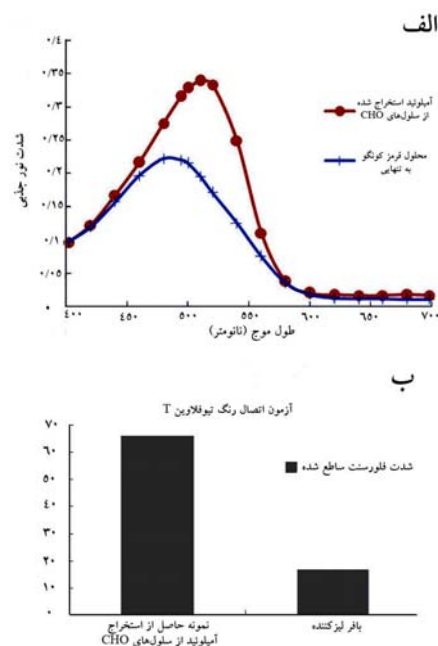 الف
۰/۴
۰/۳۵
۰/۳
۰/۲۵
۰/۲
۰/۱
۰/۱
۰/۰۵
۰
شدت نور جذبی
آمیلوئید استخراج شده
از سلول‌های CHO
محلول قرمز کونگو
به تنهایی
۴۰۰ ۴۵۰ ۵۰۰ ۵۵۰ ۶۰۰ ۶۵۰ ۷۰۰
طول موج (نانومتر)
ب
آزمون اتصال رنگ تیوفلاوین T
۷۰
۶۰
۵۰
۴۰
۳۰
۲۰
۱۰
۰
شدت فلورسنت ساطع شده
نمونه حاصل از استخراج
آمیلوئید از سلول‌های CHO
بافر لیزکننده